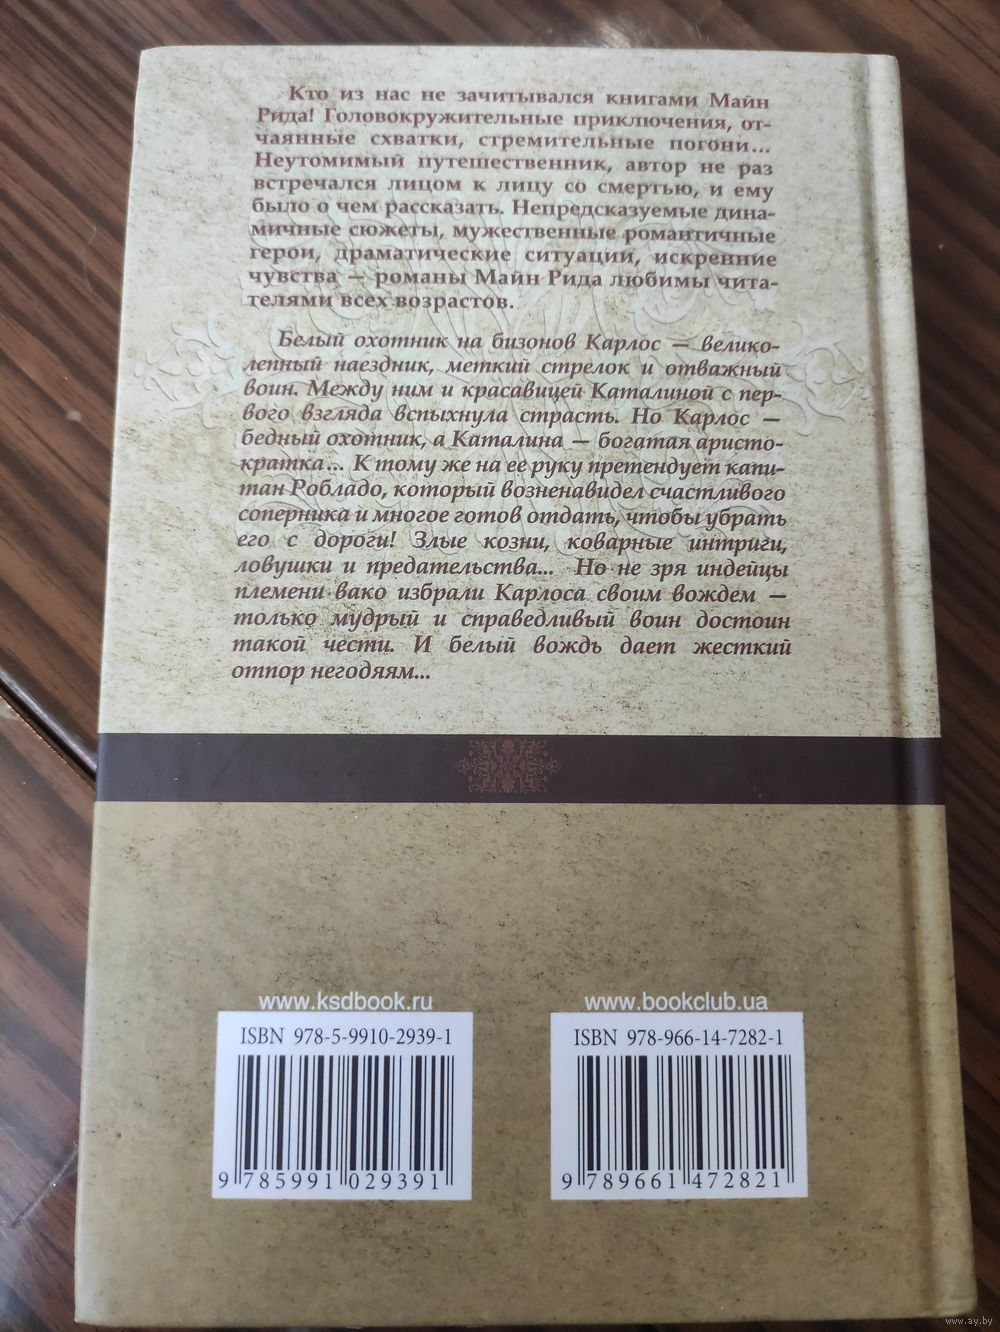 Кто из нас не зачитывался книгами Майн
Рида! Головокружительные приключения, от-
чаянные схватки, стремительные погони...
Неутомимый путешественник, автор не раз
встречался лицом к лицу со смертью, и ему
было о чем рассказать. Непредсказуемые дина-
мичные сюжеты, мужественные романтичные
герои, драматические ситуации, искренние
чувства — романы Майн Рида любимы чита-
телями всех возрастов.
Белый охотник на бизонов Карлос — велико-
лепный наездник, меткий стрелок и отважный
воин. Между ним и красавицей Каталиной с пер-
вого взгляда вспыхнула страсть. Но Карлос —
бедный охотник, а Каталина — богатая аристо-
кратка... К тому же на ее руку претендует капи-
тан Робладо, который возненавидел счастливого
соперника и многое готов отдать, чтобы убрать
его с дороги! Злые козни, коварные интриги,
ловушки и предательства... Но не зря индейцы
племени вако избрали Карлоса своим вождем —
только мудрый и справедливый воин достоин
такой чести. И белый вождь дает жесткий
отпор негодяям...
www.ksdbook.ru
ISBN 978-5-9910-2939-1
9 785991 029391
www.bookclub.ua
ISBN 978-966-14-7282-1
9 789661 472821
www.ay.by